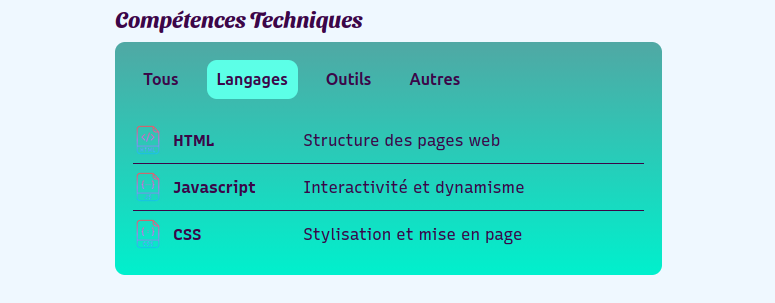 Compétences Techniques
Tous Langages Outils Autres
HTML Structure des pages web
Javascript Interactivité et dynamisme
CSS Stylisation et mise en page